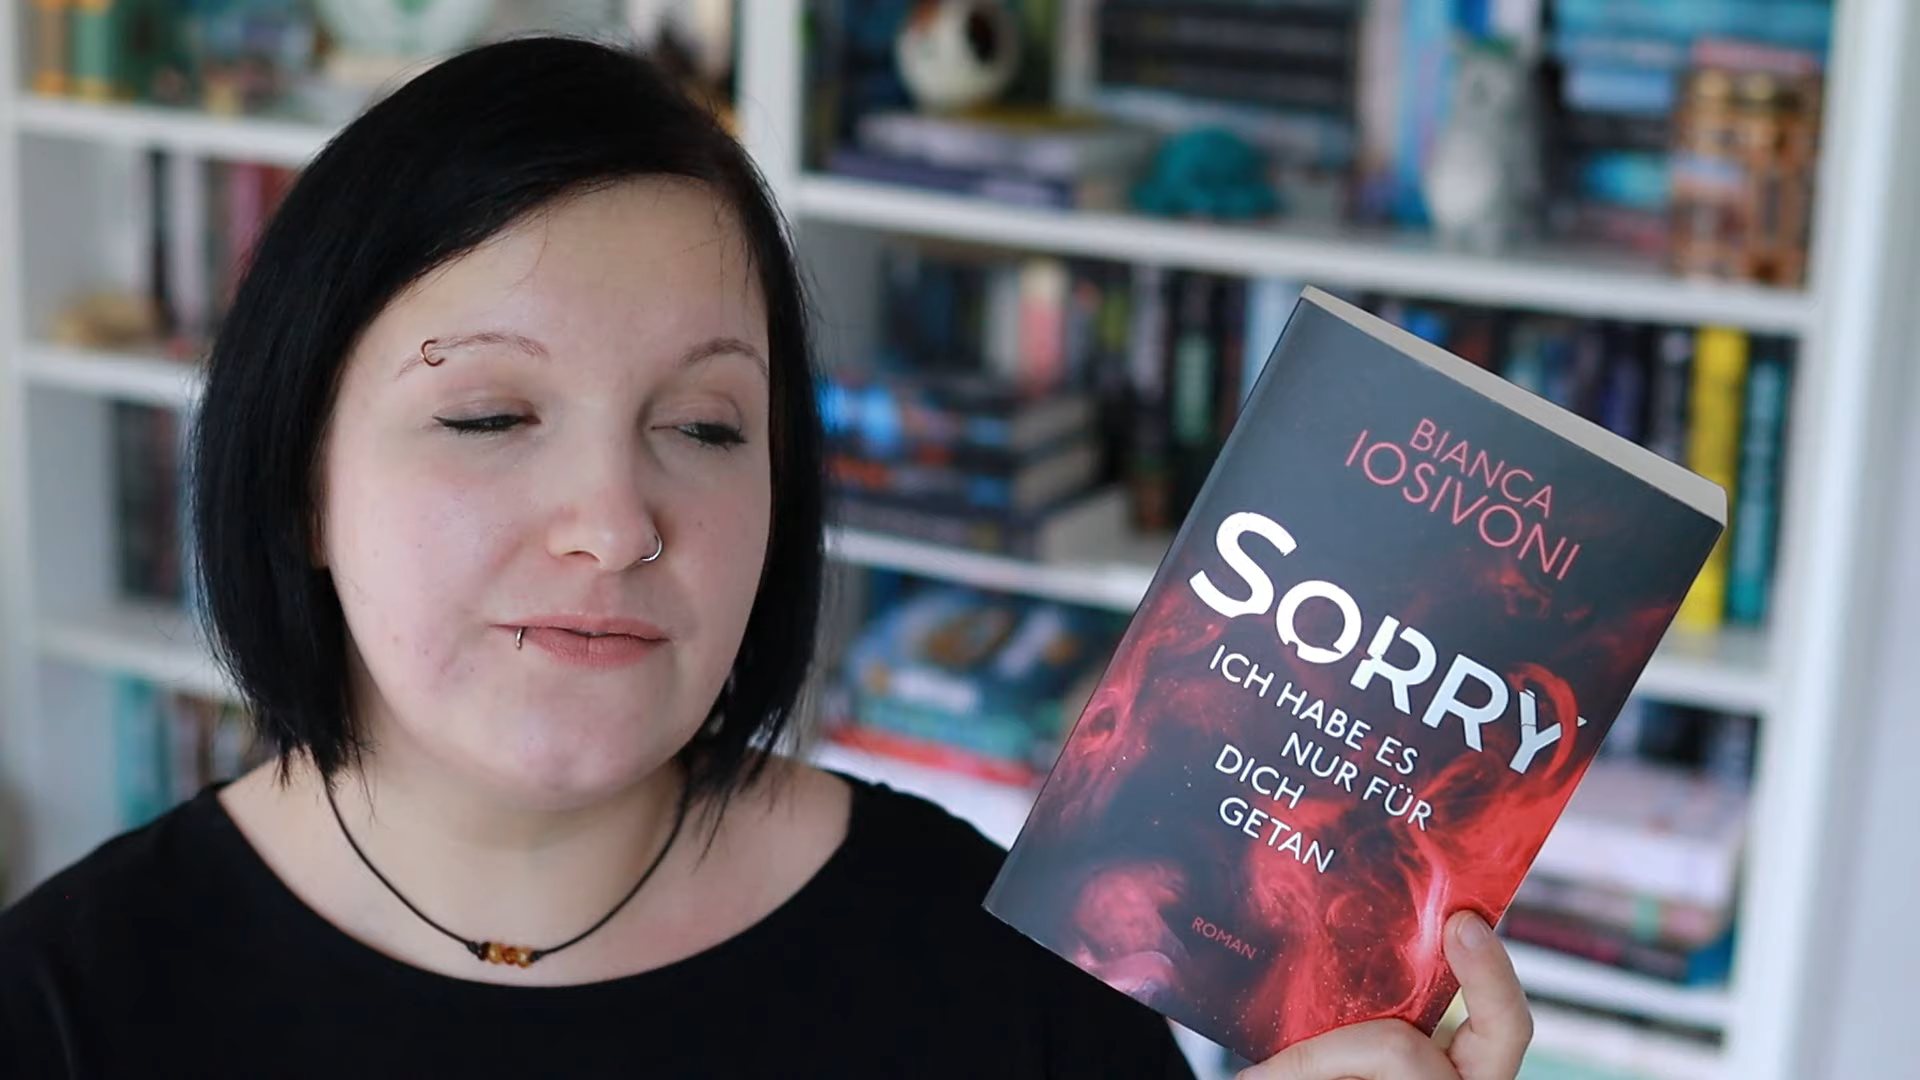 BIANCA
IOSIVONI
SORRY
ICH HABE ES
NUR FÜR
DICH
GETAN
ROMAN